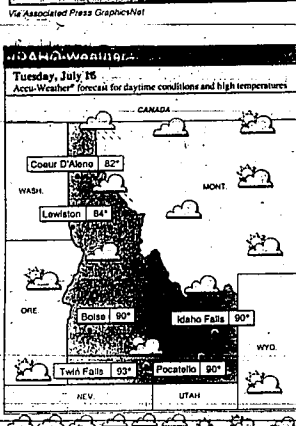 Via Associated Press GraphicsNet
IDAHO Weather
Tuesday, July 16
Accu-Weather® forecast for daytime conditions and high temperatures
CANADA
Coeur D'Alene 82°
WASH.
MONT.
Lewiston 84°
ORE.
Boise 90°
Idaho Falls 90°
WYO.
Twin Falls 93°
Pocatello 90°
NEV.
UTAH